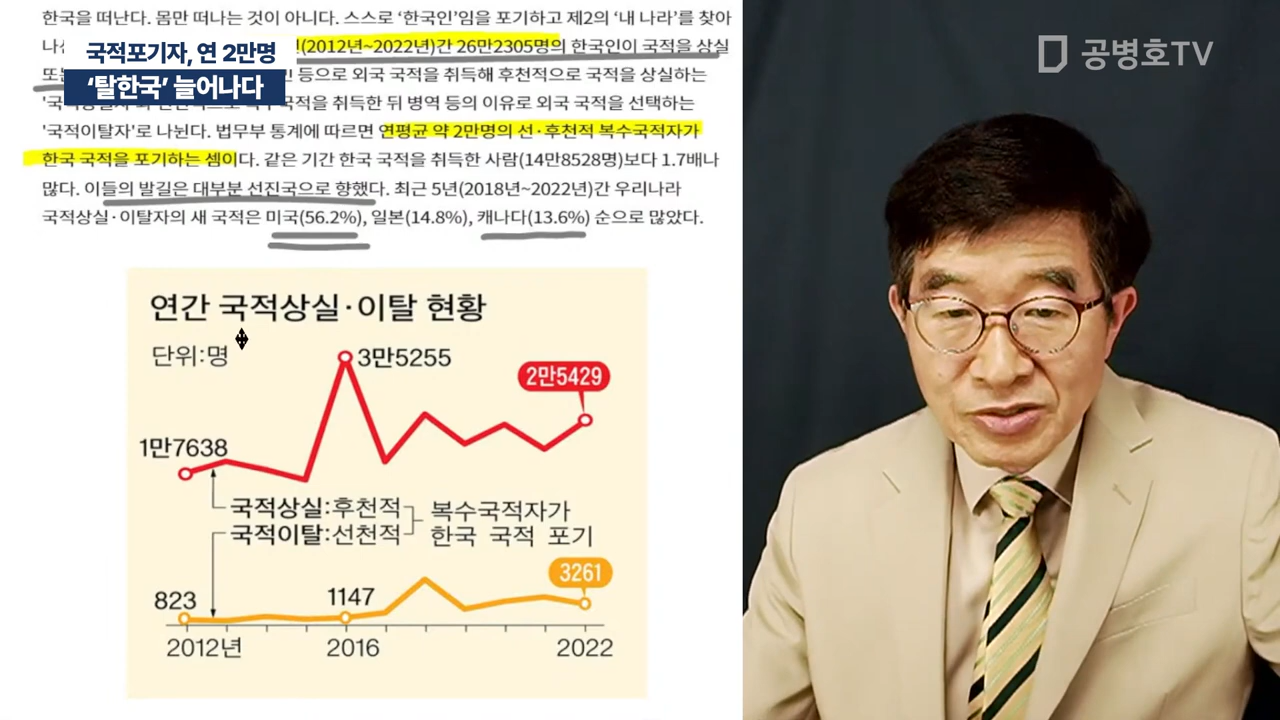 한국을 떠난다. 몸만 떠나는 것이 아니다. 스스로 ‘한국인’임을 포기하고 제2의 ‘내 나라’를 찾아
(2012년~2022년)간 26만2305명의 한국인이 국적을 상실
국적포기자, 연 2만명
등으로 외국 국적을 취득해 후천적으로 국적을 상실하는
‘탈한국’ 늘어나다
국적을 취득한 뒤 병역 등의 이유로 외국 국적을 선택하는
'국적이탈자'로 나뉜다. 법무부 통계에 따르면 연평균 약 2만명의 선·후천적 복수국적자가
한국 국적을 포기하는 셈이다. 같은 기간 한국 국적을 취득한 사람(14만8528명)보다 1.7배나
많다. 이들의 발길은 대부분 선진국으로 향했다. 최근 5년(2018년~2022년)간 우리나라
국적상실·이탈자의 새 국적은 미국(56.2%), 일본(14.8%), 캐나다(13.6%) 순으로 많았다.
공병호TV
연간 국적상실·이탈 현황
단위:명
3만5255
2만5429
1만7638
국적상실:후천적
국적이탈:선천적
복수국적자가
한국 국적 포기
3261
823
1147
2012년
2016
2022